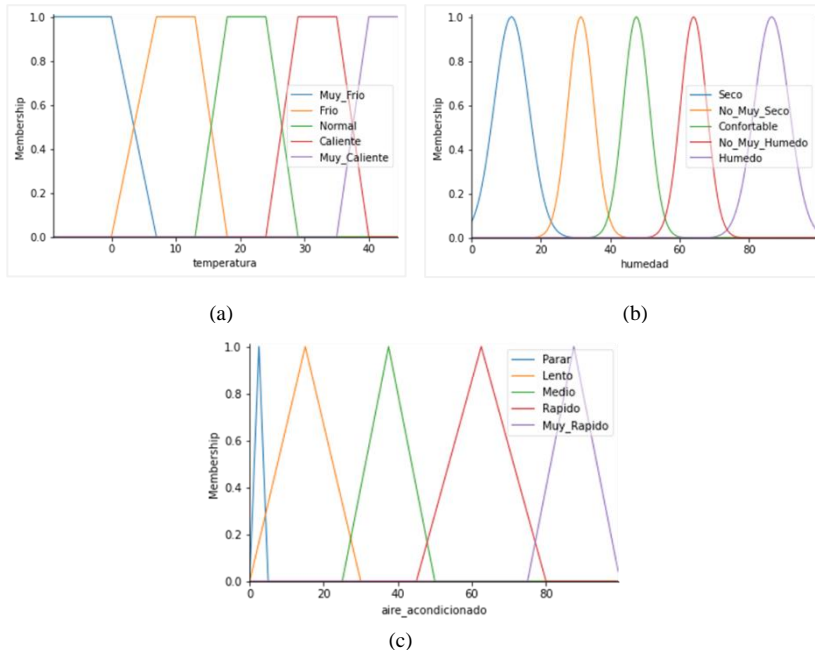 1.0
0.8
0.6
0.4
0.2
0.0
Membership
Muy_Frio
Frio
Normal
Caliente
Muy_Caliente
0 10 20 30 40
temperatura
1.0
0.8
0.6
0.4
0.2
0.0
Membership
Seco
No_Muy_Seco
Confortable
No_Muy_Humedo
Humedo
0 20 40 60 80
humedad
(a)
(b)
1.0
0.8
0.6
0.4
0.2
0.0
Membership
Parar
Lento
Medio
Rapido
Muy_Rapido
0 20 40 60 80
aire_acondicionado
(c)